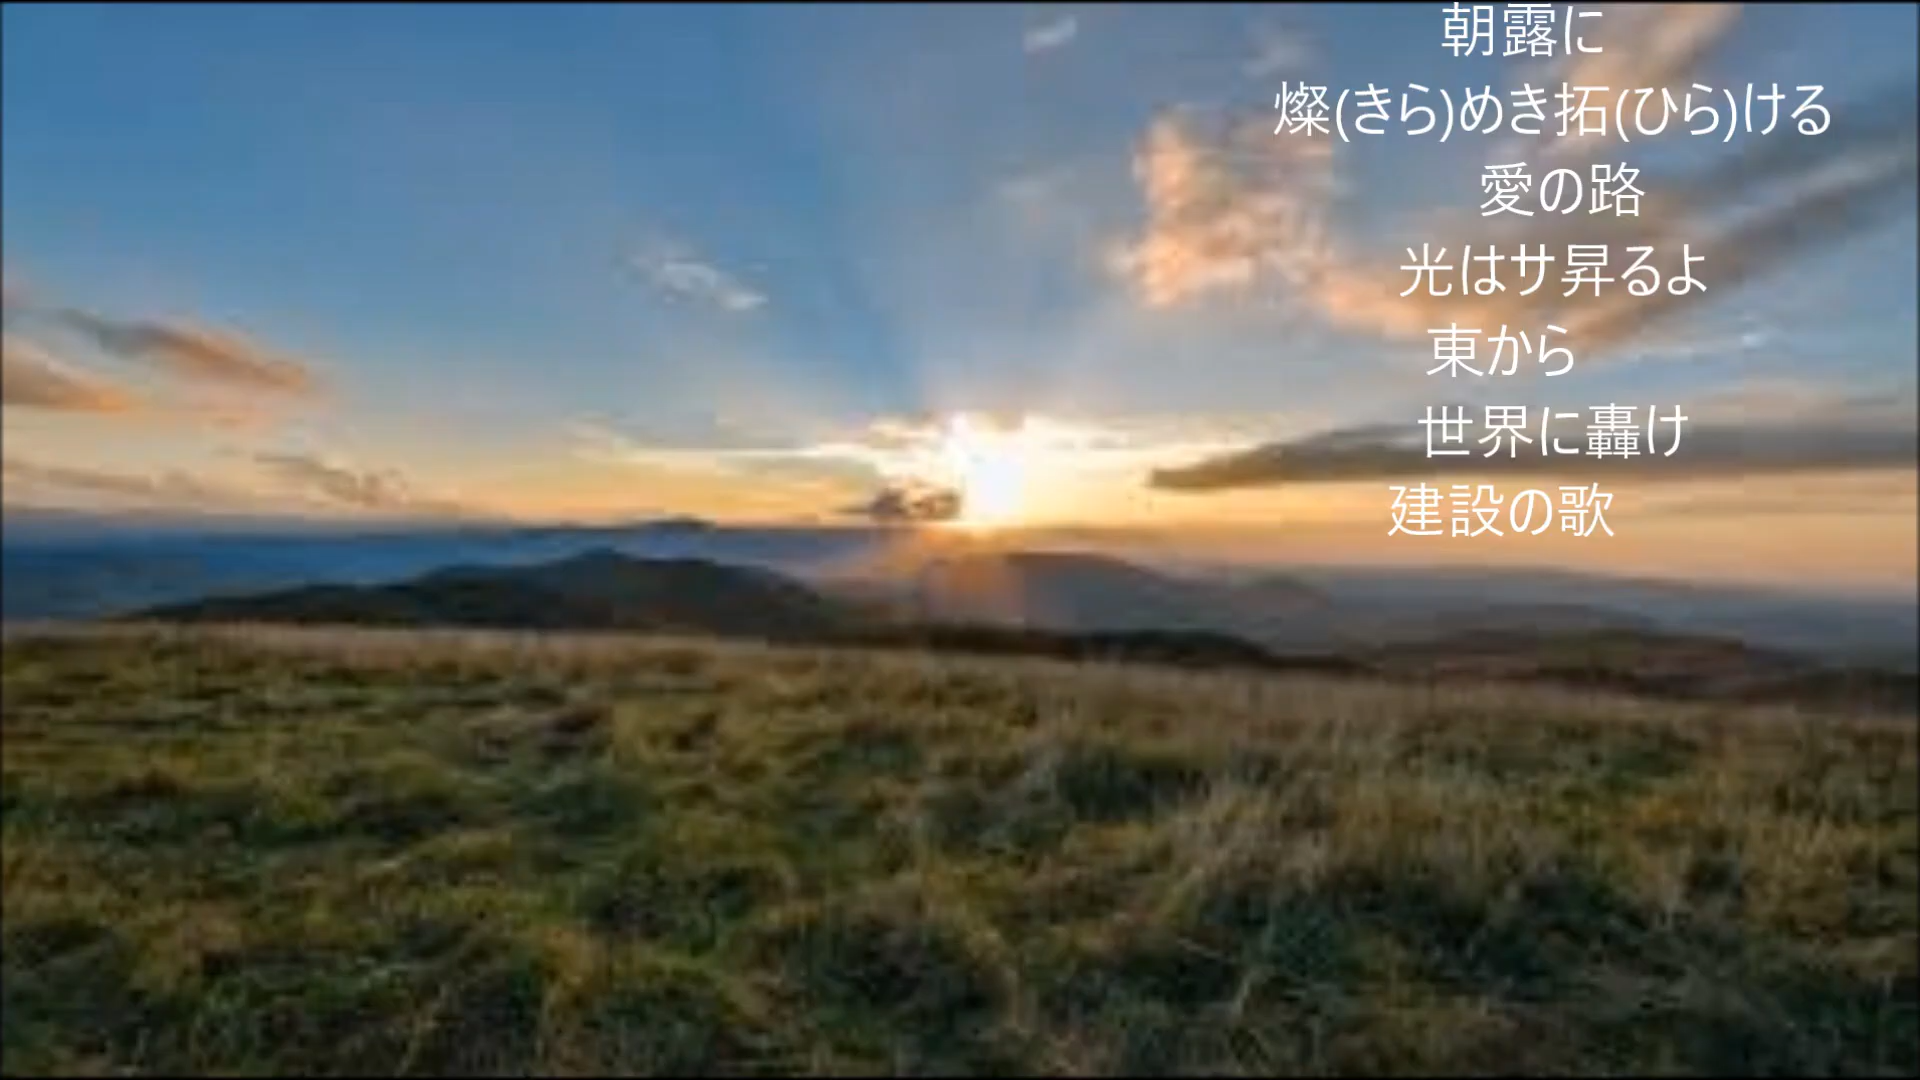 朝露に
燦(きら)めき拓(ひら)ける
愛の路
光はサ昇るよ
東から
世界に轟け
建設の歌